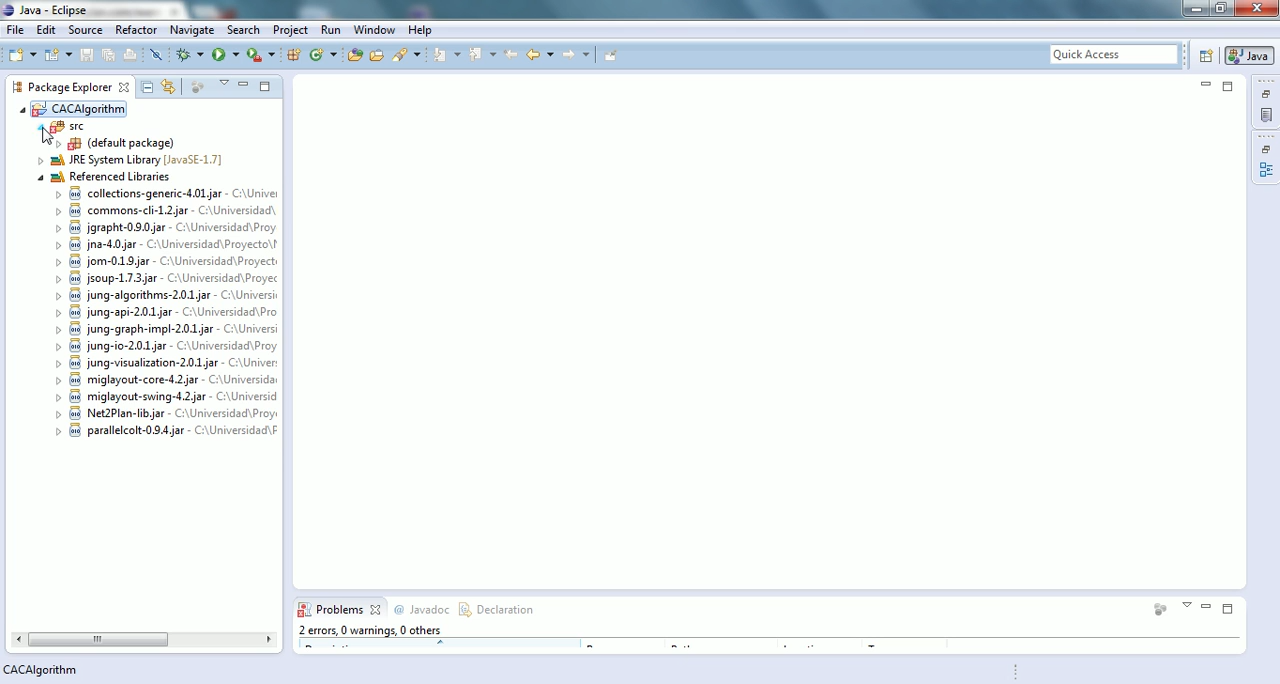 Java - Eclipse
File Edit Source Refactor Navigate Search Project Run Window Help
Quick Access
Java
Package Explorer
CACAlgorithm
src
(default package)
JRE System Library [JavaSE-1.7]
Referenced Libraries
collections-generic-4.01.jar - C:\Univer
commons-cli-1.2.jar - C:\Universidad\
jgrapht-0.9.0.jar - C:\Universidad\Proy
jna-4.0.jar - C:\Universidad\Proyecto\
jom-0.1.9.jar - C:\Universidad\Proyect
jsoup-1.7.3.jar - C:\Universidad\Proyec
jung-algorithms-2.0.1.jar - C:\Universi
jung-api-2.0.1.jar - C:\Universidad\Pro
jung-graph-impl-2.0.1.jar - C:\Universi
jung-io-2.0.1.jar - C:\Universidad\Proy
jung-visualization-2.0.1.jar - C:\Univer
miglayout-core-4.2.jar - C:\Universida
miglayout-swing-4.2.jar - C:\Universid
Net2Plan-lib.jar - C:\Universidad\Proy
parallelcolt-0.9.4.jar - C:\Universidad\P
Problems @ Javadoc Declaration
2 errors, 0 warnings, 0 others
CACAlgorithm